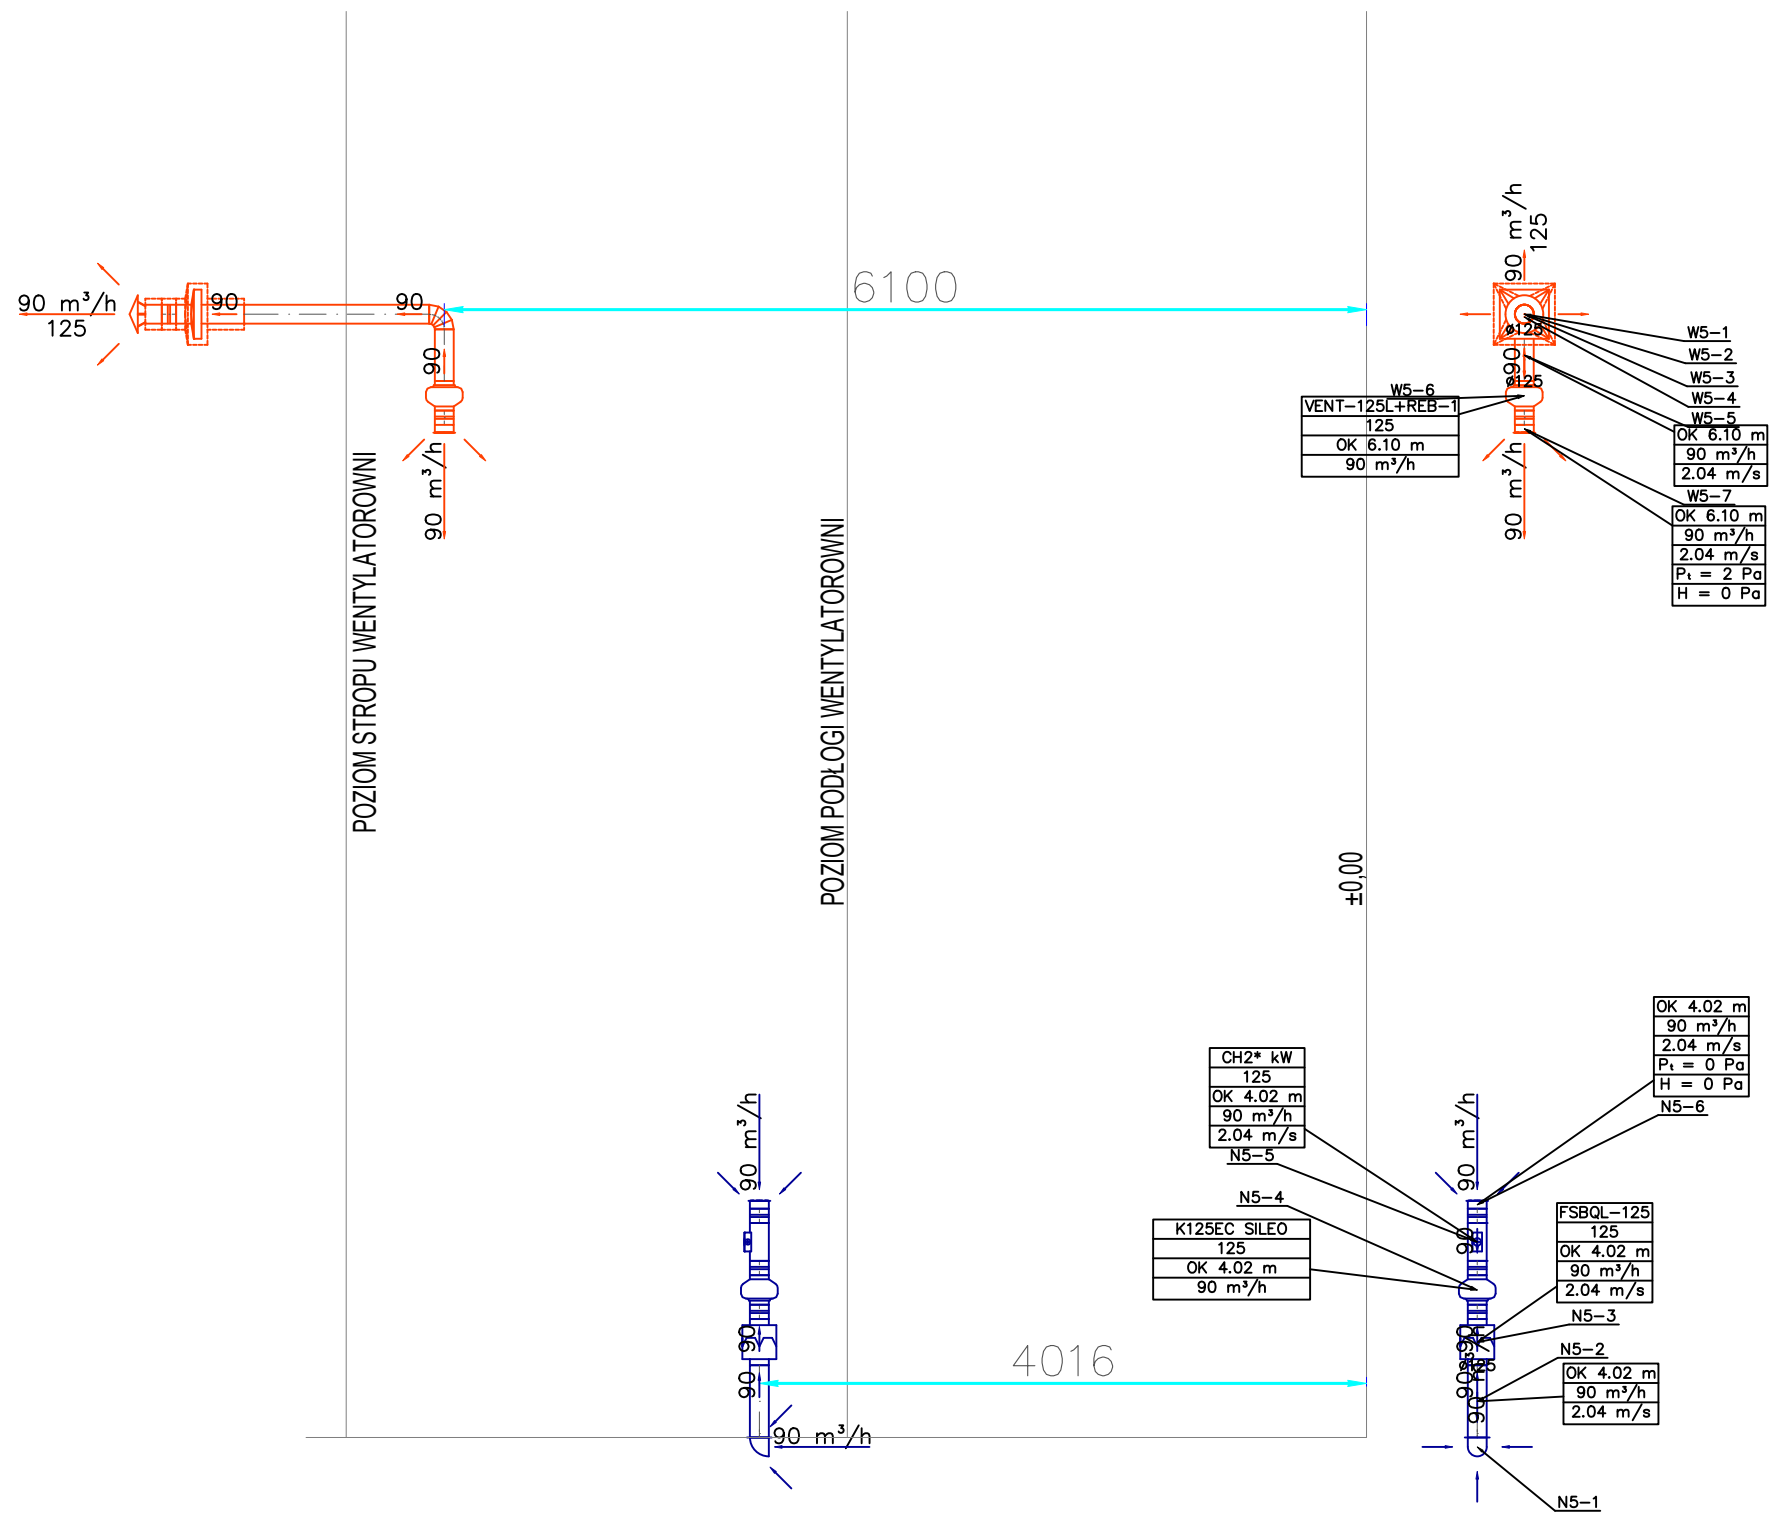 6100
90 m³/h
125
90
90
90
90 m³/h
POZIOM STROPU WENTYLATOROWNI
POZIOM PODŁOGI WENTYLATOROWNI
±0,00
90 m³/h
125
ø125
90
ø125
90 m³/h
W5-1
W5-2
W5-3
W5-4
W5-5
OK 6.10 m
90 m³/h
2.04 m/s
W5-6
VENT-125L+REB-1
125
OK 6.10 m
90 m³/h
W5-7
OK 6.10 m
90 m³/h
2.04 m/s
Pt = 2 Pa
H = 0 Pa
OK 4.02 m
90 m³/h
2.04 m/s
Pt = 0 Pa
H = 0 Pa
N5-6
CH2* kW
125
OK 4.02 m
90 m³/h
2.04 m/s
N5-5
N5-4
K125EC SILEO
125
OK 4.02 m
90 m³/h
90 m³/h
90 m³/h
90
FSBQL-125
125
OK 4.02 m
90 m³/h
2.04 m/s
N5-3
N5-2
OK 4.02 m
90 m³/h
2.04 m/s
90
90
4016
90 m³/h
90
90
90
N5-1